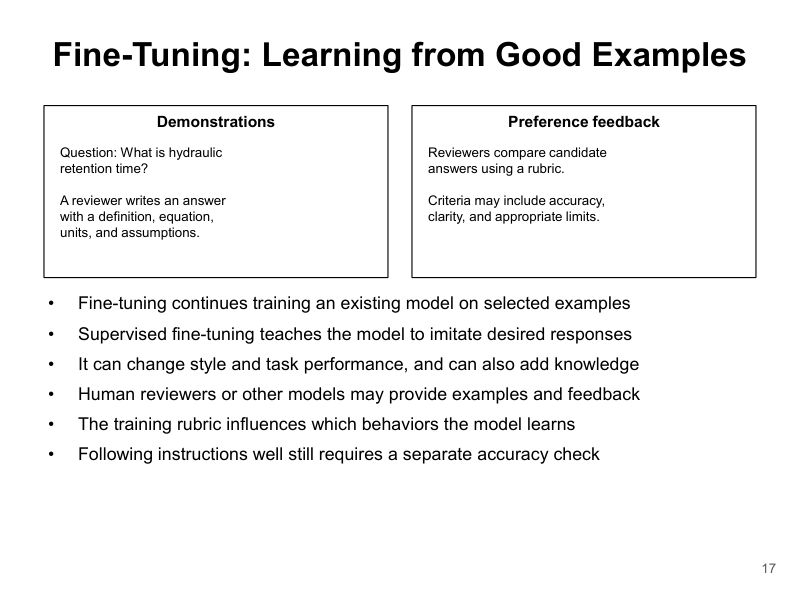 Fine-Tuning: Learning from Good Examples
Demonstrations
Question: What is hydraulic
retention time?
A reviewer writes an answer
with a definition, equation,
units, and assumptions.
Preference feedback
Reviewers compare candidate
answers using a rubric.
Criteria may include accuracy,
clarity, and appropriate limits.
• Fine-tuning continues training an existing model on selected examples
• Supervised fine-tuning teaches the model to imitate desired responses
• It can change style and task performance, and can also add knowledge
• Human reviewers or other models may provide examples and feedback
• The training rubric influences which behaviors the model learns
• Following instructions well still requires a separate accuracy check
17